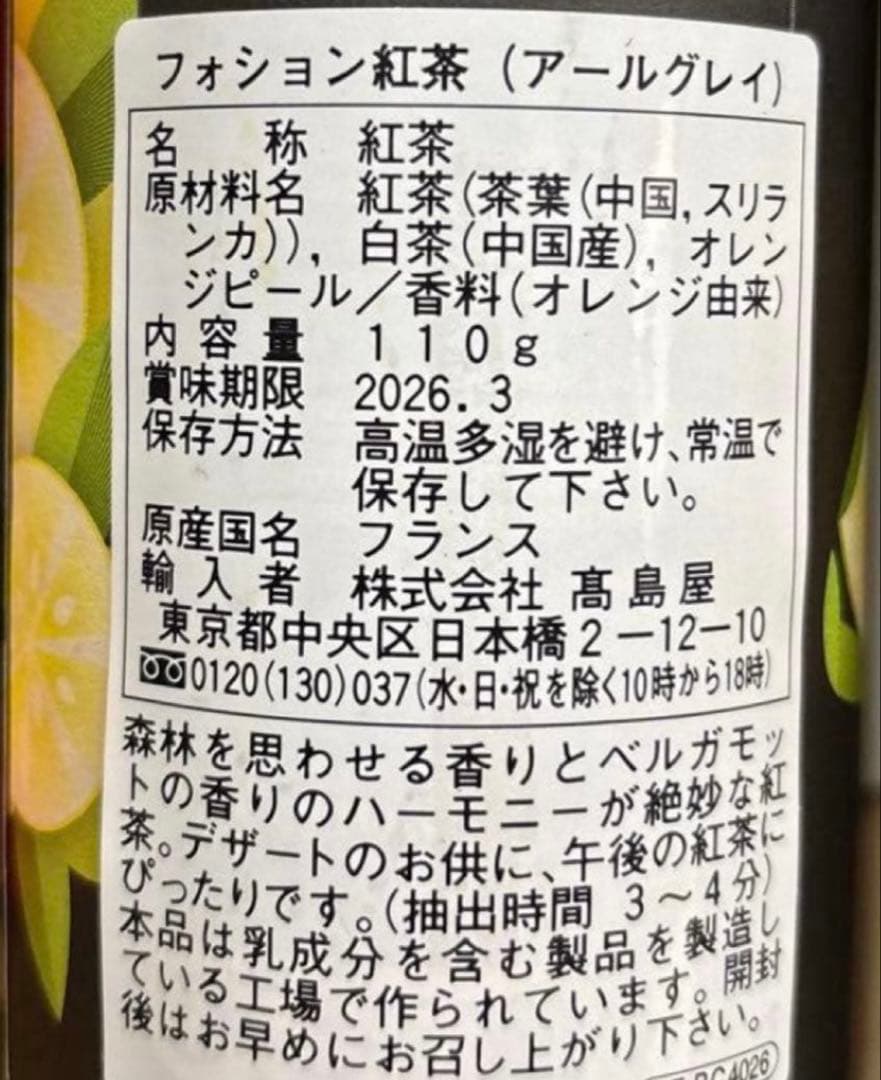 フォション紅茶(アールグレイ)
名 称 紅茶
原材料名 紅茶(茶葉(中国,スリラ
ンカ)),白茶(中国産),オレン
ジピール/香料(オレンジ由来)
内容量 110g
賞味期限 2026.3
保存方法 高温多湿を避け、常温で
保存して下さい。
原産国名 フランス
輸入者 株式会社 髙島屋
東京都中央区日本橋2-12-10
0120(130)037(水・日・祝を除く10時から18時)
森林を思わせる香りとベルガモッ
トの香りのハーモニーが絶妙な紅
茶。デザートのお供に、午後の紅茶に
ぴったりです。(抽出時間 3~4分)
本品は乳成分を含む製品を製造し
ている工場で作られています。開封
後はお早めにお召し上がり下さい。